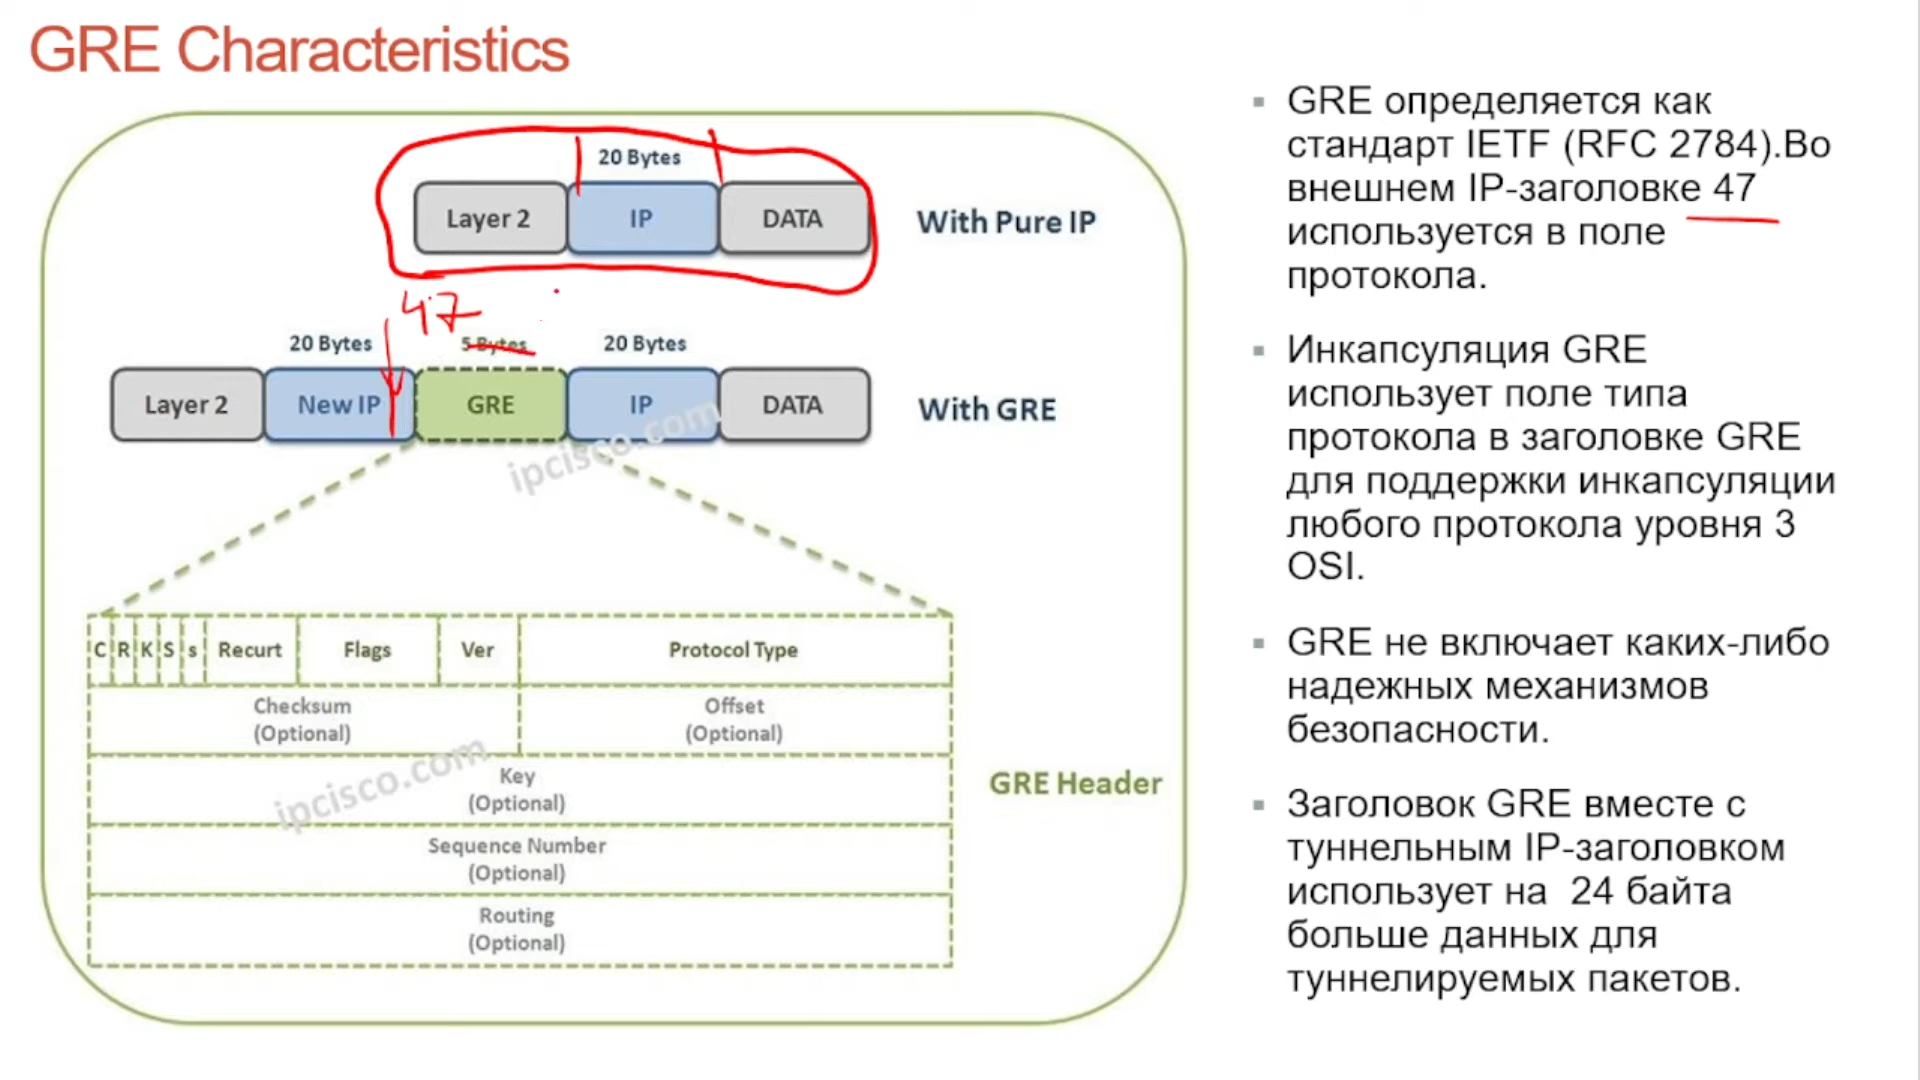 GRE Characteristics
20 Bytes
Layer 2 IP DATA With Pure IP
47
20 Bytes 5 Bytes 20 Bytes
Layer 2 New IP GRE IP DATA With GRE
ipcisco.com
C R K S s Recurt Flags Ver Protocol Type
Checksum
(Optional)
Offset
(Optional)
Key
(Optional)
ipcisco.com
GRE Header
Sequence Number
(Optional)
Routing
(Optional)
GRE определяется как
стандарт IETF (RFC 2784).Во
внешнем IP-заголовке 47
используется в поле
протокола.
Инкапсуляция GRE
использует поле типа
протокола в заголовке GRE
для поддержки инкапсуляции
любого протокола уровня 3
OSI.
GRE не включает каких-либо
надежных механизмов
безопасности.
Заголовок GRE вместе с
туннельным IP-заголовком
использует на 24 байта
больше данных для
туннелируемых пакетов.